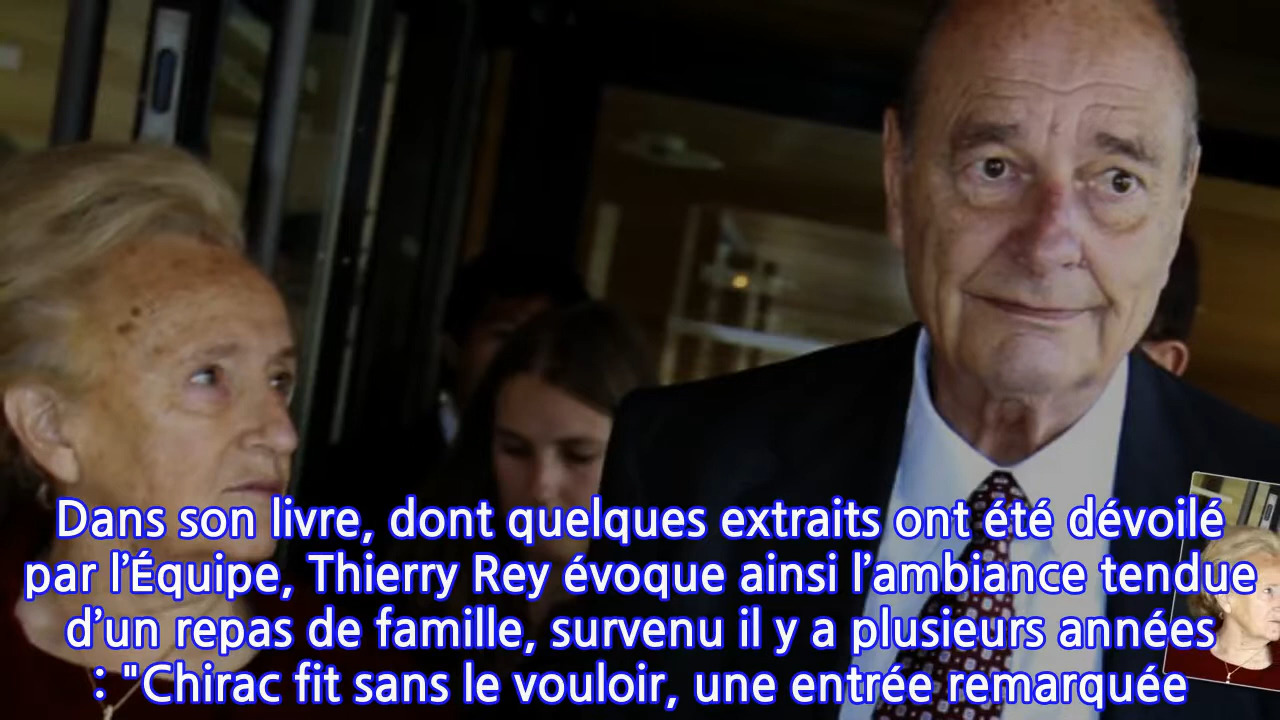 Dans son livre, dont quelques extraits ont été dévoilé
par l’Équipe, Thierry Rey évoque ainsi l’ambiance tendue
d’un repas de famille, survenu il y a plusieurs années
: "Chirac fit sans le vouloir, une entrée remarquée